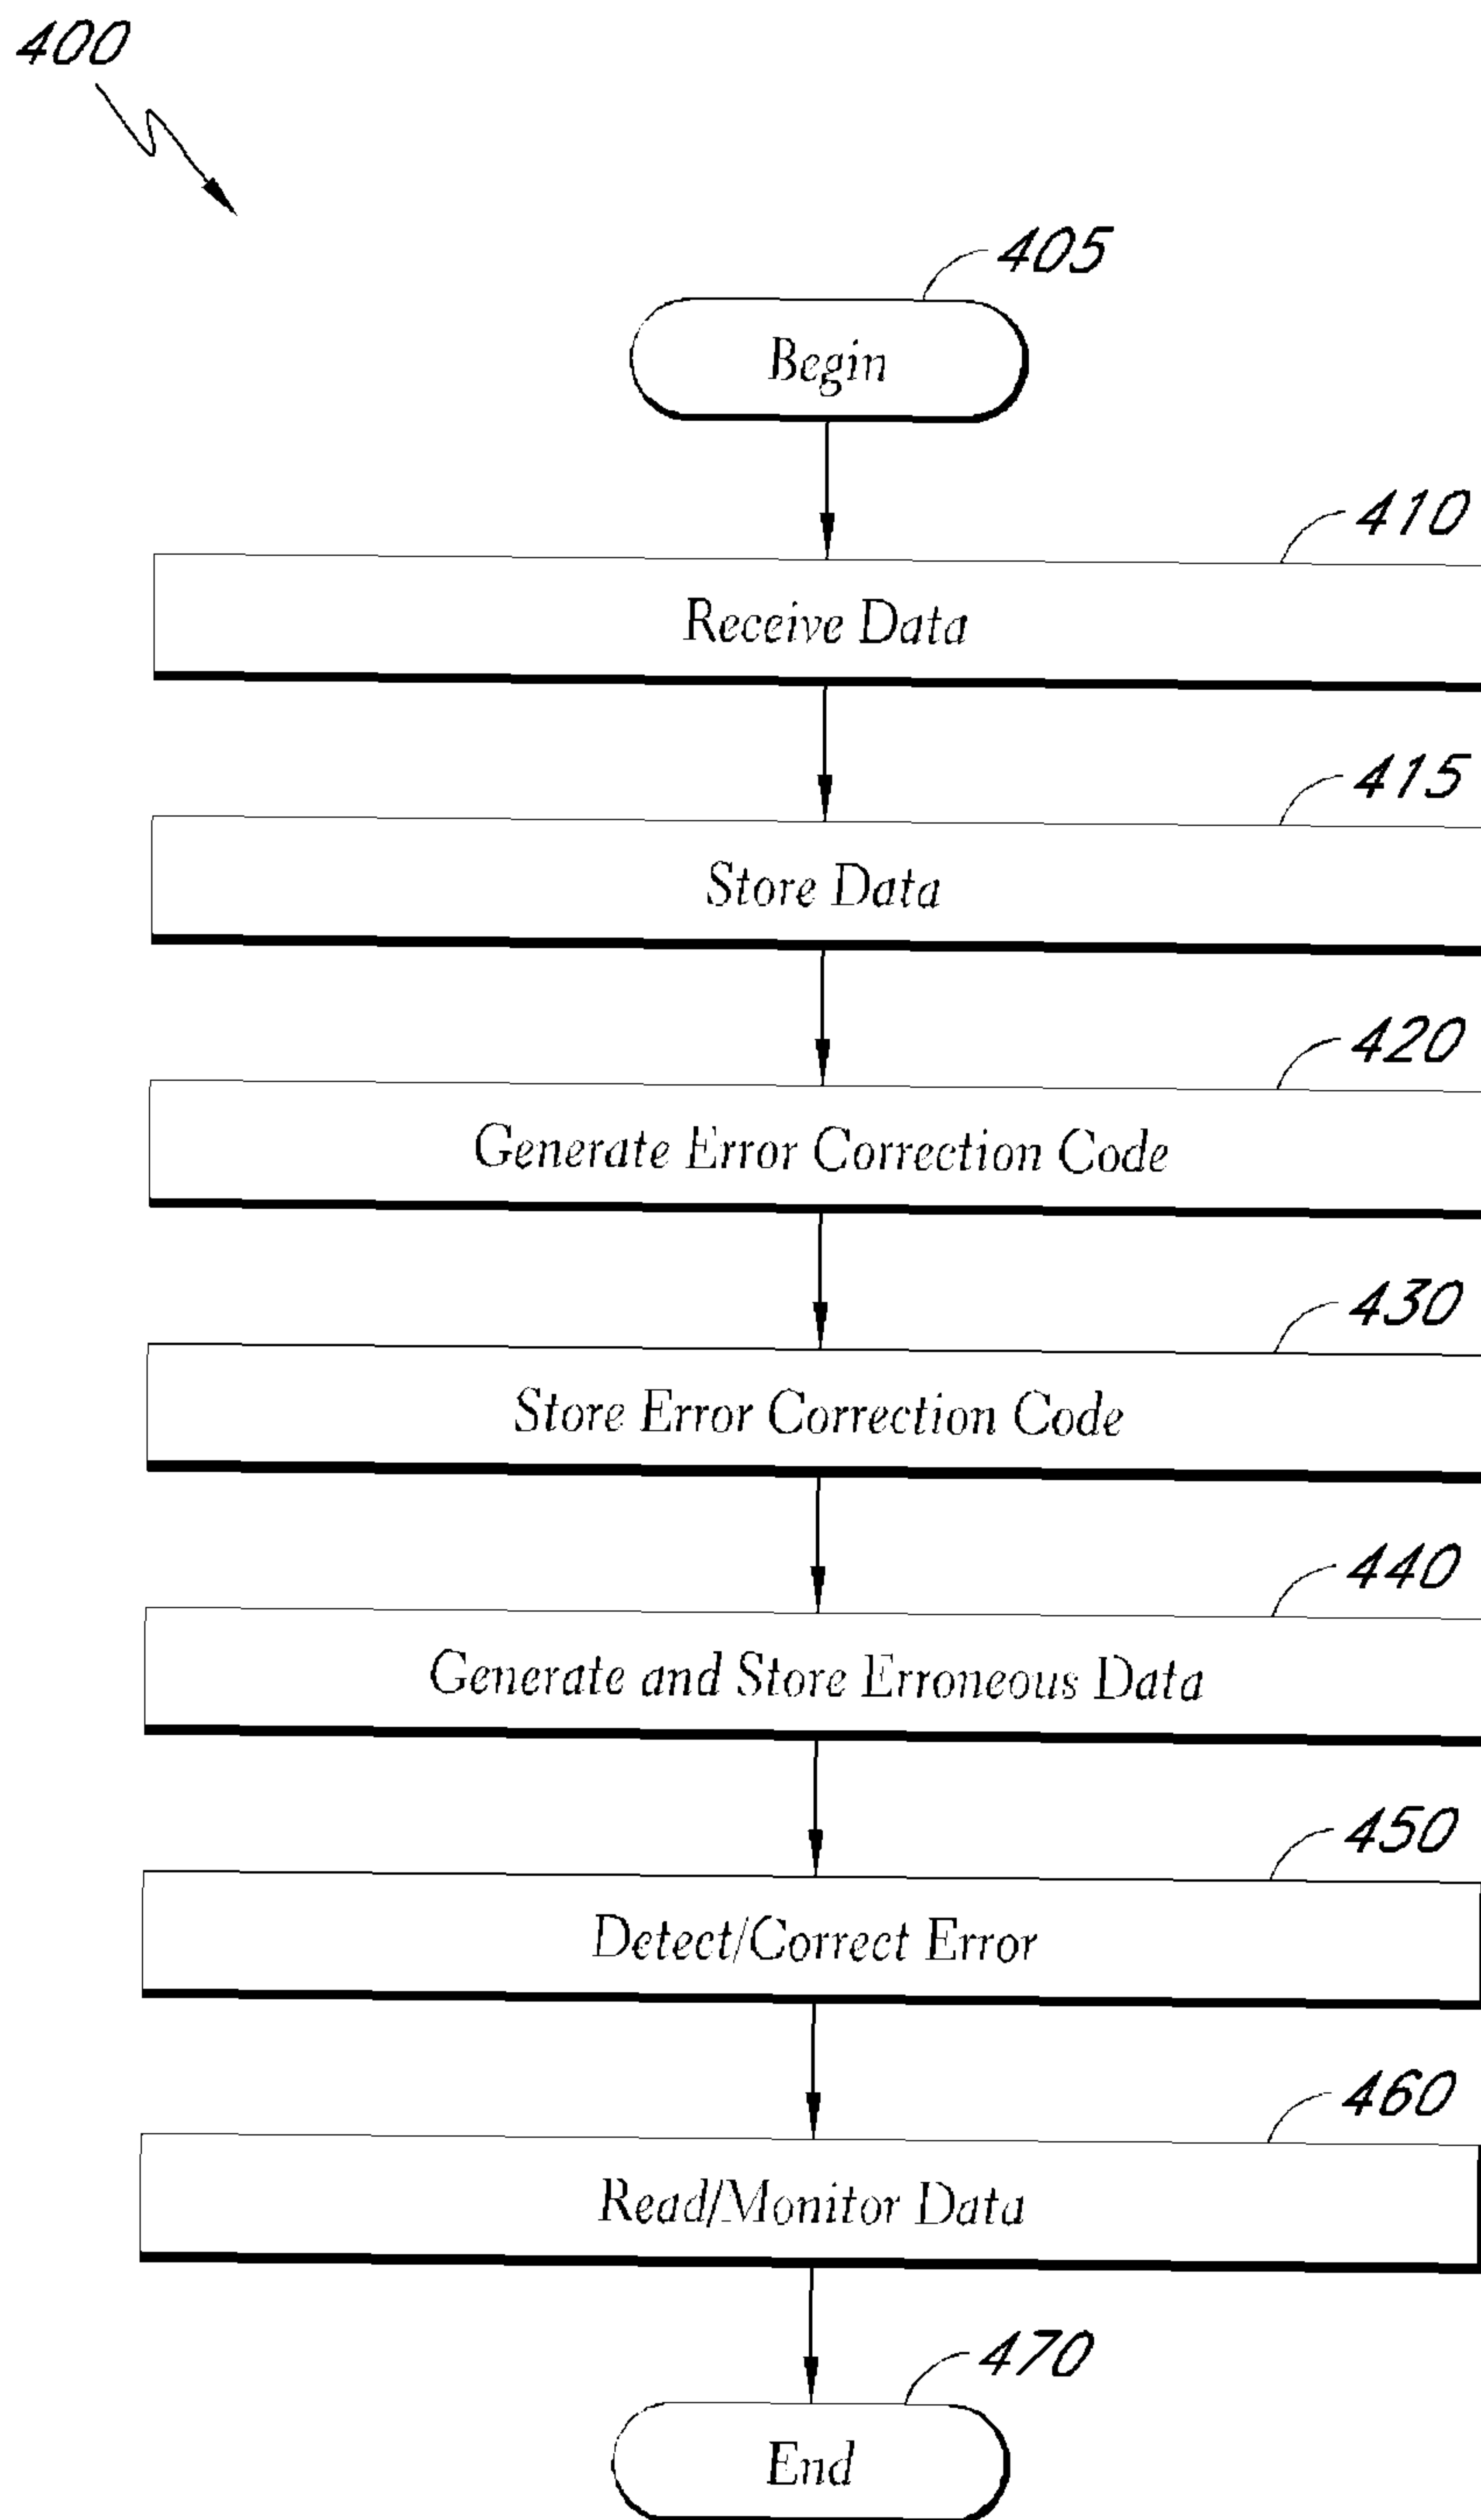 400
405
Begin
410
Receive Data
415
Store Data
420
Generate Error Correction Code
430
Store Error Correction Code
440
Generate and Store Erroneous Data
450
Detect/Correct Error
460
Read/Monitor Data
470
End